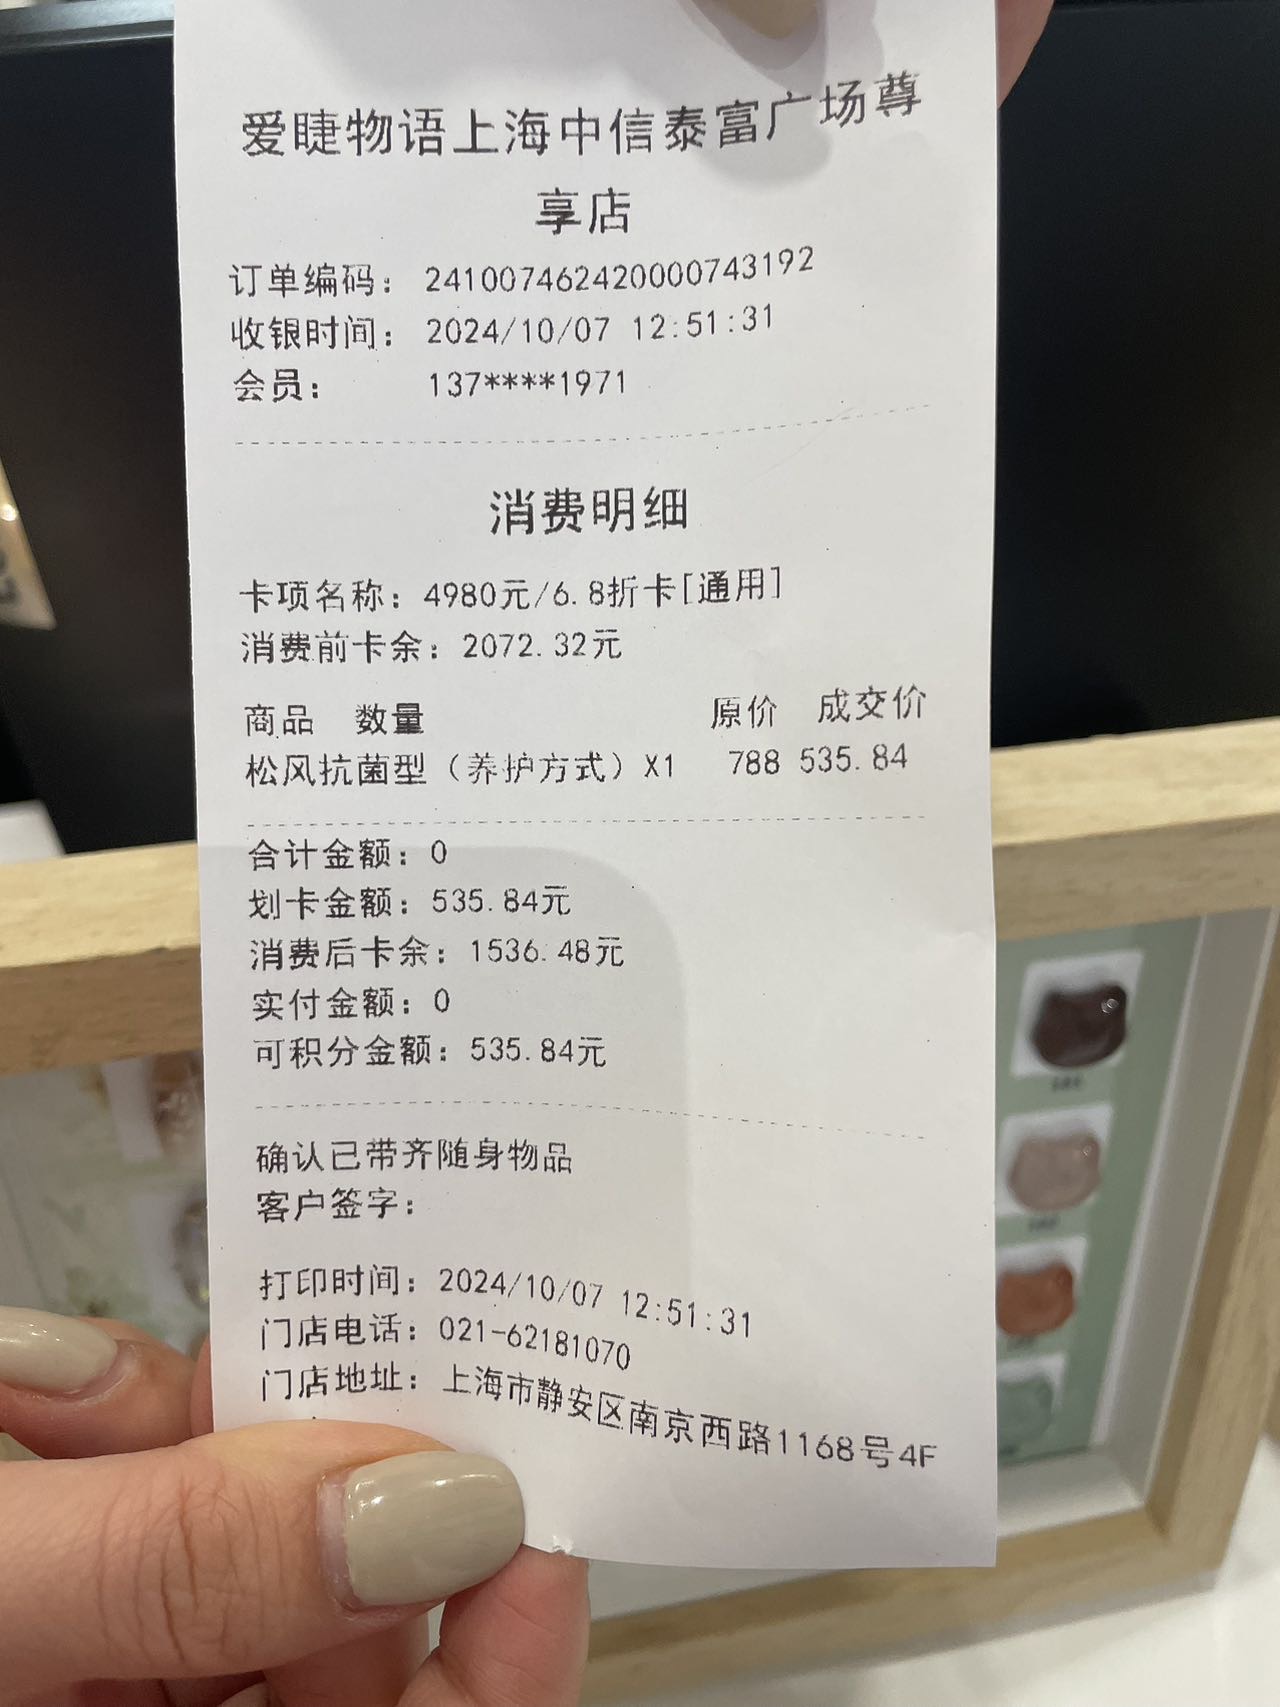 爱睫物语上海中信泰富广场尊
享店
订单编码：241007462420000743192
收银时间：2024/10/07 12:51:31
会员：137****1971
消费明细
卡项名称：4980元/6.8折卡[通用]
消费前卡余：2072.32元
商品 数量 原价 成交价
松风抗菌型（养护方式）X1 788 535.84
合计金额：0
划卡金额：535.84元
消费后卡余：1536.48元
实付金额：0
可积分金额：535.84元
确认已带齐随身物品
客户签字：
打印时间：2024/10/07 12:51:31
门店电话：021-62181070
门店地址：上海市静安区南京西路1168号4F